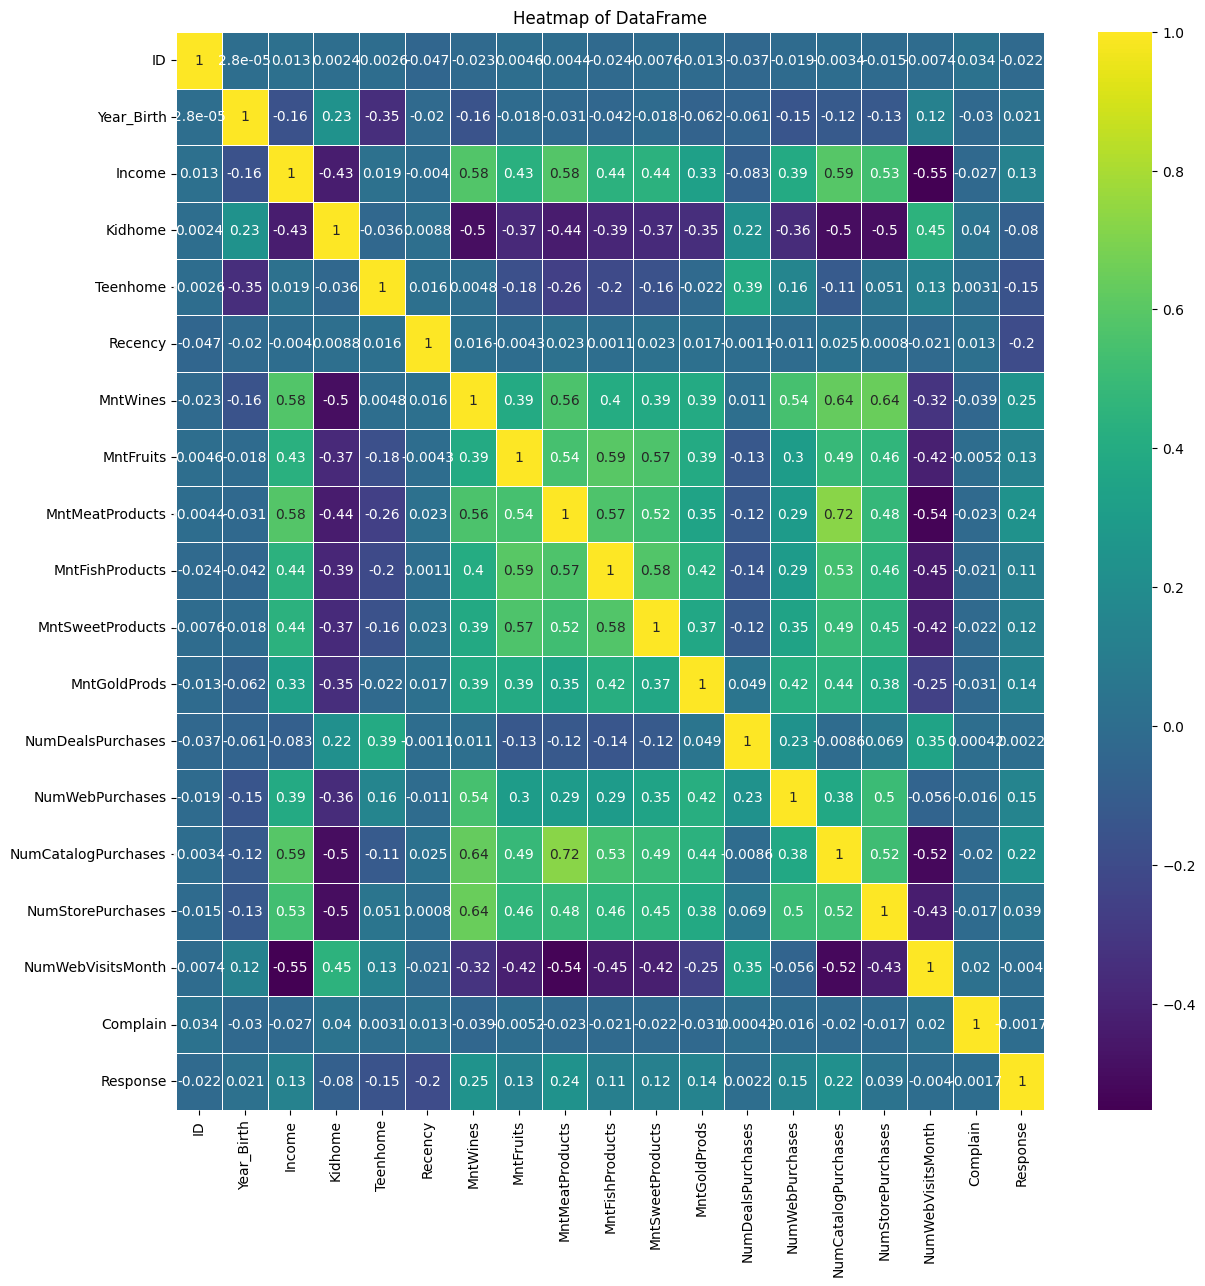 Heatmap of DataFrame
ID 1 2.8e-05 0.013 0.0024-0.0026 -0.047 -0.023 0.0046-0.0044 -0.024-0.0076 -0.013 -0.037 -0.019-0.0034 -0.015-0.0074 0.034 -0.022
Year_Birth 2.8e-05 1 -0.16 0.23 -0.35 -0.02 -0.16 -0.018 -0.031 -0.042 -0.018 -0.062 -0.061 -0.15 -0.12 -0.13 0.12 -0.03 0.021
Income 0.013 -0.16 1 -0.43 0.019 -0.004 0.58 0.43 0.58 0.44 0.44 0.33 -0.083 0.39 0.59 0.53 -0.55 -0.027 0.13
Kidhome 0.0024 0.23 -0.43 1 -0.036 0.0088 -0.5 -0.37 -0.44 -0.39 -0.37 -0.35 0.22 -0.36 -0.5 -0.5 0.45 0.04 -0.08
Teenhome -0.0026 -0.35 0.019 -0.036 1 0.016 0.0048 -0.18 -0.26 -0.2 -0.16 -0.022 0.39 0.16 -0.11 0.051 0.13 0.0031 -0.15
Recency -0.047 -0.02 -0.004 0.0088 0.016 1 0.016 -0.0043 0.023 0.0011 0.023 0.017 -0.0011 -0.011 0.025 0.0008 -0.021 0.013 -0.2
MntWines -0.023 -0.16 0.58 -0.5 0.0048 0.016 1 0.39 0.56 0.4 0.39 0.39 0.011 0.54 0.64 0.64 -0.32 -0.039 0.25
MntFruits 0.0046 -0.018 0.43 -0.37 -0.18 -0.0043 0.39 1 0.54 0.59 0.57 0.39 -0.13 0.3 0.49 0.46 -0.42 -0.0052 0.13
MntMeatProducts -0.0044 -0.031 0.58 -0.44 -0.26 0.023 0.56 0.54 1 0.57 0.52 0.35 -0.12 0.29 0.72 0.48 -0.54 -0.023 0.24
MntFishProducts -0.024 -0.042 0.44 -0.39 -0.2 0.0011 0.4 0.59 0.57 1 0.58 0.42 -0.14 0.29 0.53 0.46 -0.45 -0.021 0.11
MntSweetProducts -0.0076 -0.018 0.44 -0.37 -0.16 0.023 0.39 0.57 0.52 0.58 1 0.37 -0.12 0.35 0.49 0.45 -0.42 -0.022 0.12
MntGoldProds -0.013 -0.062 0.33 -0.35 -0.022 0.017 0.39 0.39 0.35 0.42 0.37 1 0.049 0.42 0.44 0.38 -0.25 -0.031 0.14
NumDealsPurchases -0.037 -0.061 -0.083 0.22 0.39 -0.0011 0.011 -0.13 -0.12 -0.14 -0.12 0.049 1 0.23 -0.0086 0.069 0.35 0.00042 0.0022
NumWebPurchases -0.019 -0.15 0.39 -0.36 0.16 -0.011 0.54 0.3 0.29 0.29 0.35 0.42 0.23 1 0.38 0.5 -0.056 -0.016 0.15
NumCatalogPurchases -0.0034 -0.12 0.59 -0.5 -0.11 0.025 0.64 0.49 0.72 0.53 0.49 0.44 -0.0086 0.38 1 0.52 -0.52 -0.02 0.22
NumStorePurchases -0.015 -0.13 0.53 -0.5 0.051 0.0008 0.64 0.46 0.48 0.46 0.45 0.38 0.069 0.5 0.52 1 -0.43 -0.017 0.039
NumWebVisitsMonth -0.0074 0.12 -0.55 0.45 0.13 -0.021 -0.32 -0.42 -0.54 -0.45 -0.42 -0.25 0.35 -0.056 -0.52 -0.43 1 0.02 -0.004
Complain 0.034 -0.03 -0.027 0.04 0.0031 0.013 -0.039 -0.0052 -0.023 -0.021 -0.022 -0.031 0.00042 -0.016 -0.02 -0.017 0.02 1 -0.0017
Response -0.022 0.021 0.13 -0.08 -0.15 -0.2 0.25 0.13 0.24 0.11 0.12 0.14 0.0022 0.15 0.22 0.039 -0.004 -0.0017 1
ID
Year_Birth
Income
Kidhome
Teenhome
Recency
MntWines
MntFruits
MntMeatProducts
MntFishProducts
MntSweetProducts
MntGoldProds
NumDealsPurchases
NumWebPurchases
NumCatalogPurchases
NumStorePurchases
NumWebVisitsMonth
Complain
Response
1.0
0.8
0.6
0.4
0.2
0.0
−0.2
−0.4